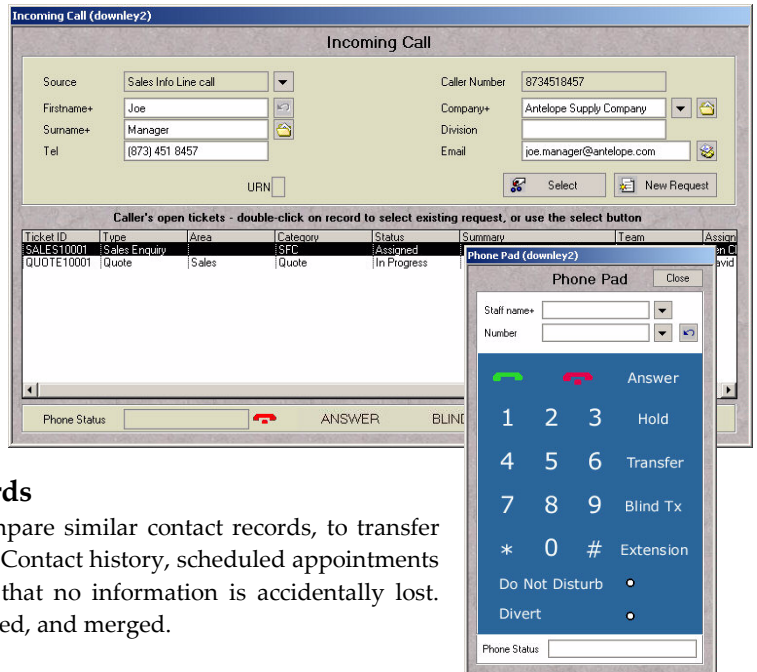 Incoming Call (downley2)
Incoming Call
Source Sales Info Line call Caller Number 8734518457
Firstname+ Joe Company+ Antelope Supply Company
Surname+ Manager Division
Tel (873) 451 8457 Email joe.manager@antelope.com
URN Select New Request
Caller's open tickets - double-click on record to select existing request, or use the select button
Ticket ID Type Area Category Status Summary Team Assign
SALES10001 Sales Enquiry SFC Assigned
QUOTE10001 Quote Sales Quote In Progress avid
Phone Status ANSWER BLIND
Phone Pad (downley2)
Phone Pad Close
Staff name+
Number
Answer
1 2 3 Hold
4 5 6 Transfer
7 8 9 Blind Tx
* 0 # Extension
Do Not Disturb
Divert
Phone Status
rds
mpare similar contact records, to transfer
Contact history, scheduled appointments
that no information is accidentally lost.
ed, and merged.